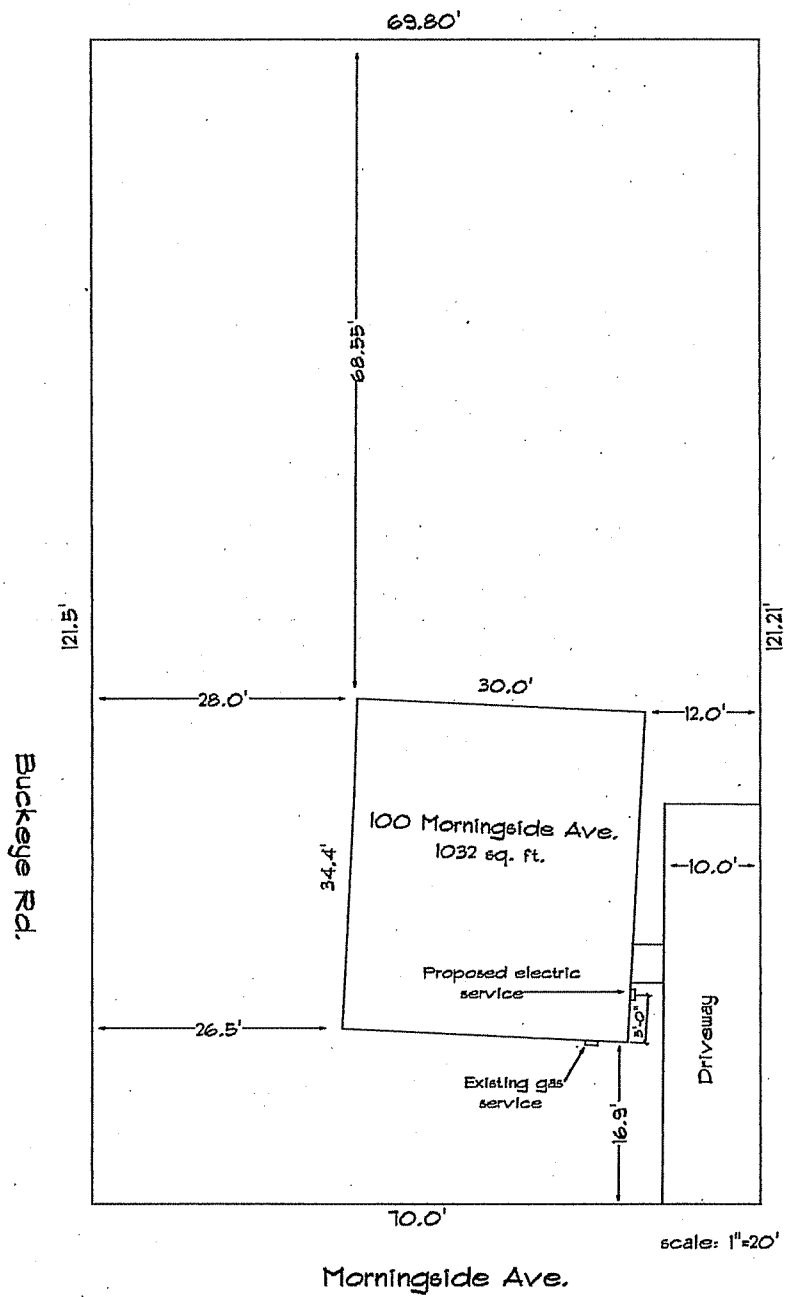 69.80'
68.55'
121.5'
121.21'
28.0'
30.0'
12.0'
100 Morningside Ave.
1032 sq. ft.
34.4'
10.0'
Buckeye Rd.
Proposed electric
service
3'-0"
Driveway
26.5'
Existing gas
service
16.9'
70.0'
scale: 1"=20'
Morningside Ave.